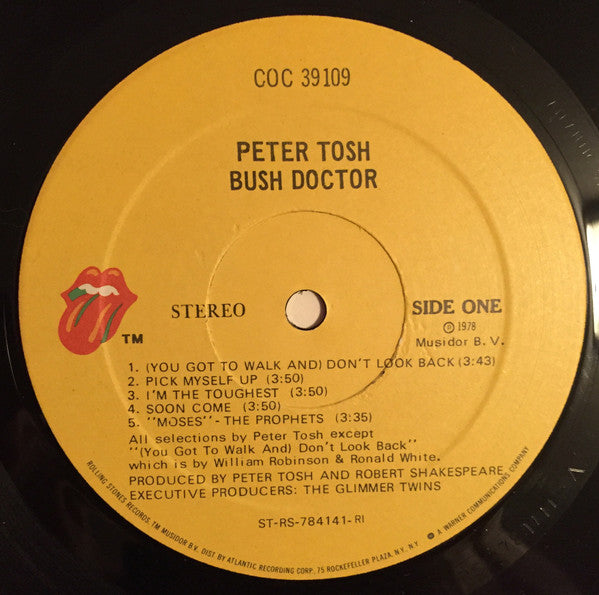 COC 39109
PETER TOSH
BUSH DOCTOR
TM
STEREO
SIDE ONE
℗ 1978
Musidor B. V.
1. (YOU GOT TO WALK AND) DON'T LOOK BACK (3:43)
2. PICK MYSELF UP (3:50)
3. I'M THE TOUGHEST (3:50)
4. SOON COME (3:50)
5. "MOSES" - THE PROPHETS (3:35)
All selections by Peter Tosh except
"(You Got To Walk And) Don't Look Back"
which is by William Robinson & Ronald White.
PRODUCED BY PETER TOSH AND ROBERT SHAKESPEARE
EXECUTIVE PRODUCERS: THE GLIMMER TWINS
ST-RS-784141-RI
ROLLING STONES RECORDS, TM MUSIDOR B.V. DIST. BY ATLANTIC RECORDING CORP., 75 ROCKEFELLER PLAZA, N.Y., N.Y. A WARNER COMMUNICATIONS COMPANY